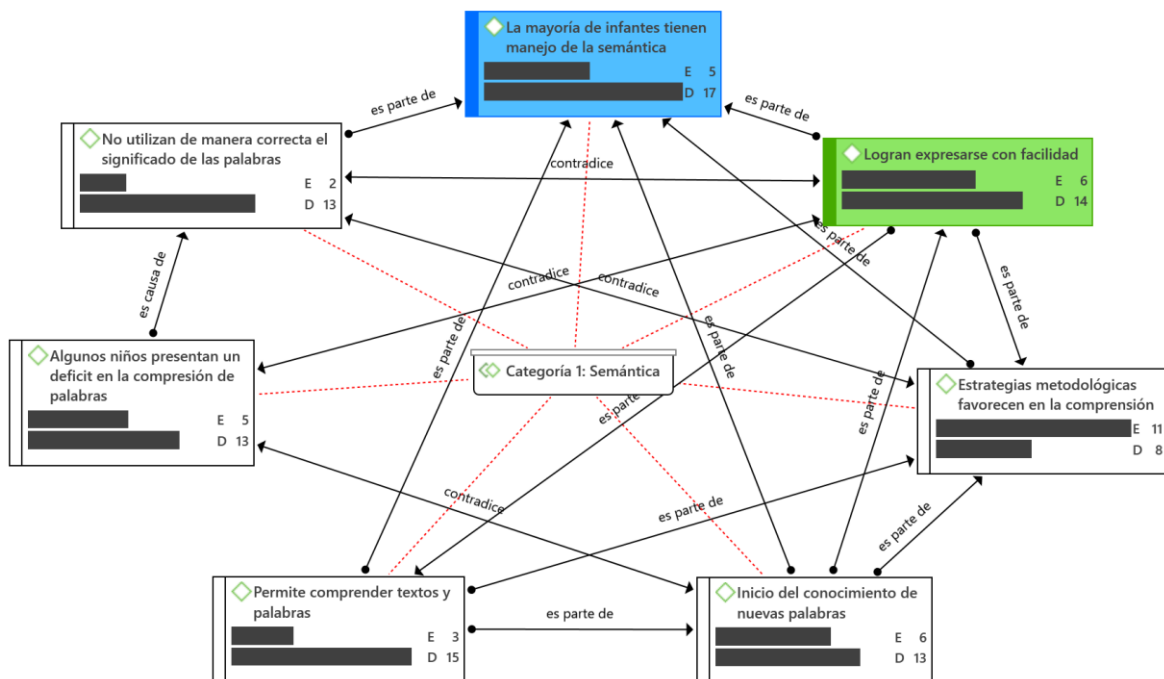 La mayoría de infantes tienen
manejo de la semántica
E 5
D 17
es parte de
es parte de
No utilizan de manera correcta el
significado de las palabras
E 2
D 13
contradice
Logran expresarse con facilidad
E 6
D 14
es parte de
es causa de
contradice
contradice
es parte de
Algunos niños presentan un
deficit en la compresión de
palabras
E 5
D 13
es parte de
Categoría 1: Semántica
es parte de
es parte de
es parte
Estrategias metodológicas
favorecen en la comprensión
E 11
D 8
contradice
es parte de
es parte de
Permite comprender textos y
palabras
E 3
D 15
es parte de
Inicio del conocimiento de
nuevas palabras
E 6
D 13